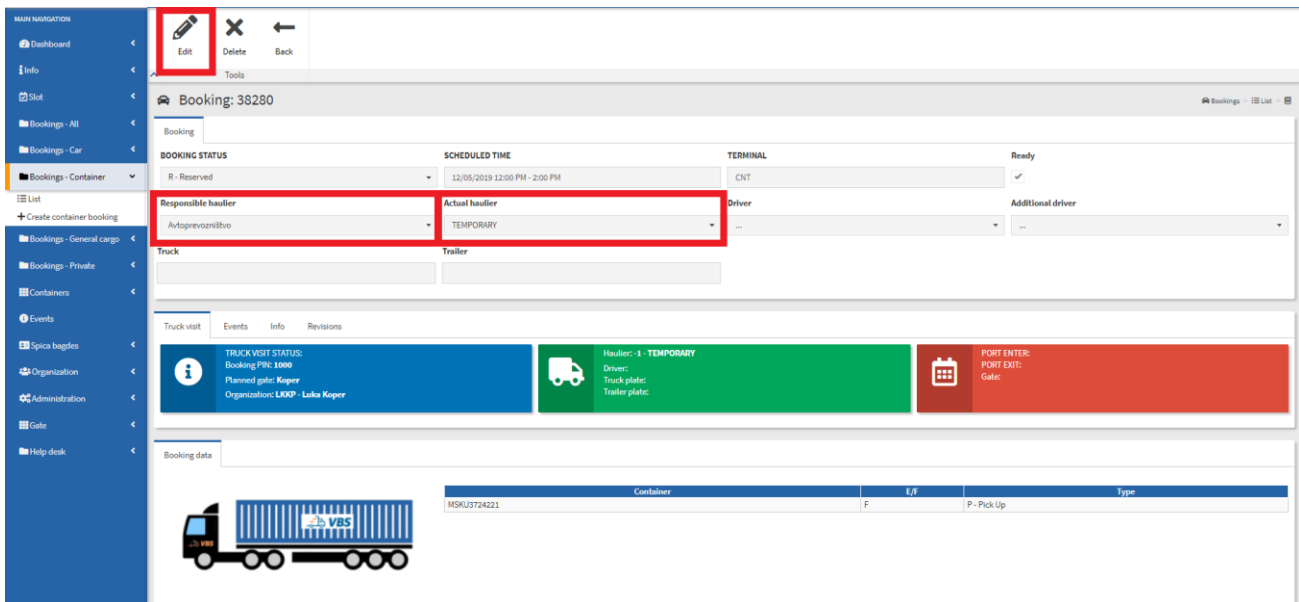 MAIN NAVIGATION
Dashboard
Info
Slot
Bookings - All
Bookings - Car
Bookings - Container
List
Create container booking
Bookings - General cargo
Bookings - Private
Containers
Events
Spica bagdes
Organization
Administration
Gate
Help desk
Edit Delete Back
Tools
Booking: 38280
Bookings List
Booking
BOOKING STATUS SCHEDULED TIME TERMINAL Ready
R - Reserved 12/05/2019 12:00 PM - 2:00 PM CNT
Responsible haulier Actual haulier Driver Additional driver
Avtoprevozništvo TEMPORARY ... ...
Truck Trailer
Truck visit Events Info Revisions
TRUCK VISIT STATUS:
Booking PIN: 1000
Planned gate: Koper
Organization: LKKP - Luka Koper
Haulier: -1 - TEMPORARY
Driver:
Truck plate:
Trailer plate:
PORT ENTER:
PORT EXIT:
Gate:
Booking data
Container E/F Type
MSKU3724221 F P - Pick Up
VBS
VBS